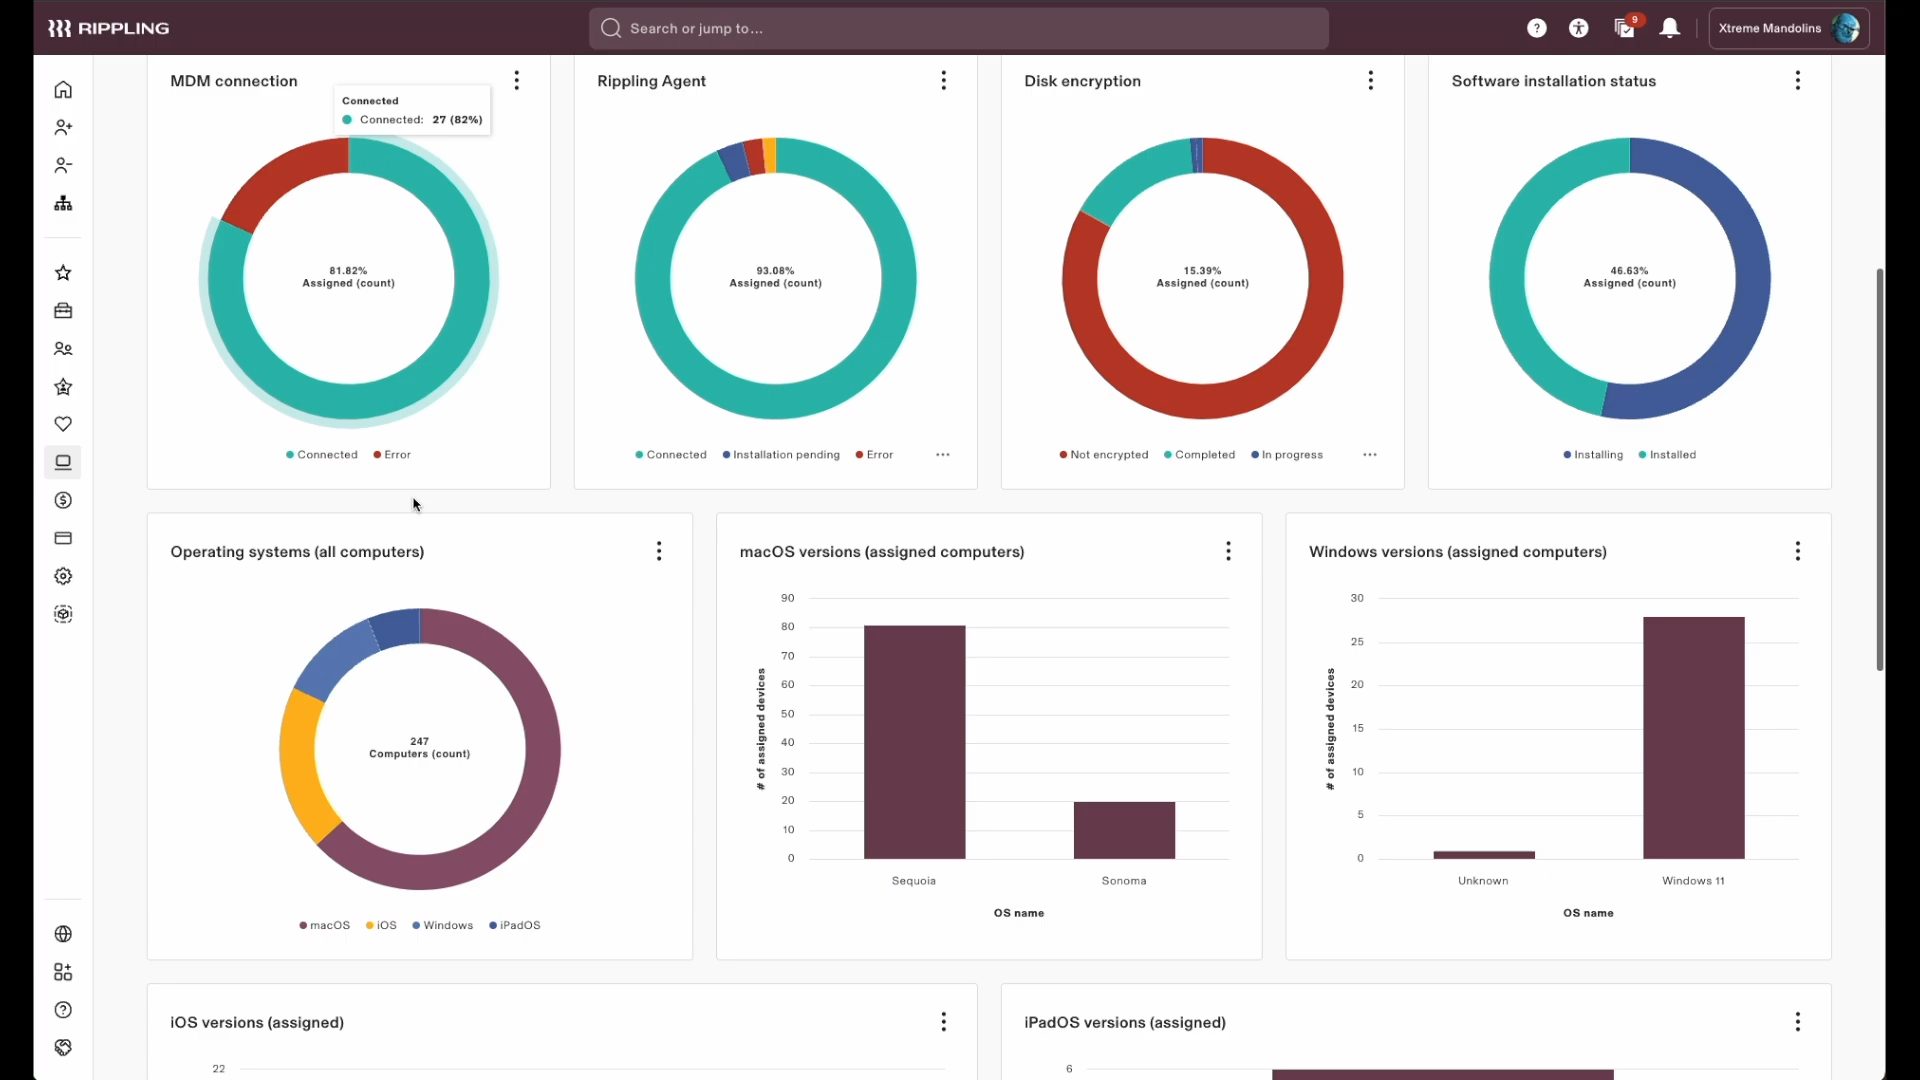 RIPPLING
Search or jump to...
?
9
Xtreme Mandolins
MDM connection
Connected
Connected: 27 (82%)
81.82%
Assigned (count)
Connected
Error
Rippling Agent
93.08%
Assigned (count)
Connected
Installation pending
Error
Disk encryption
15.39%
Assigned (count)
Not encrypted
Completed
In progress
Software installation status
46.63%
Assigned (count)
Installing
Installed
Operating systems (all computers)
247
Computers (count)
macOS
iOS
Windows
iPadOS
macOS versions (assigned computers)
# of assigned devices
90
80
70
60
50
40
30
20
10
0
Sequoia
Sonoma
OS name
Windows versions (assigned computers)
# of assigned devices
30
25
20
15
10
5
0
Unknown
Windows 11
OS name
iOS versions (assigned)
22
iPadOS versions (assigned)
6